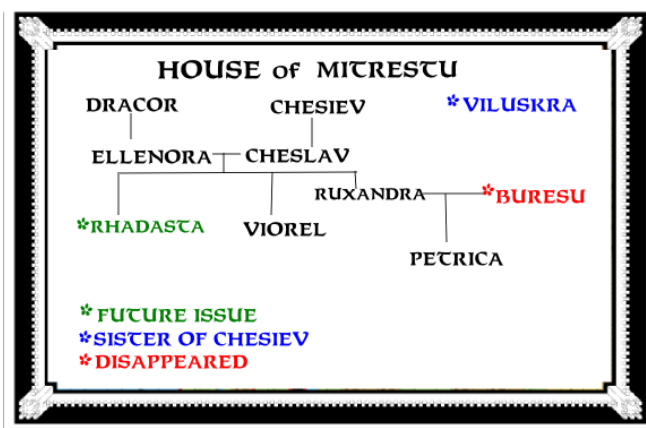 HOUSE of MITRESTU
DRACOR CHESIEV *VILUSKRA
ELLENORA CHESLAV
RUXANDRA *BURESU
*RHADASTA VIOREL
PETRICA
*FUTURE ISSUE
*SISTER OF CHESIEV
*DISAPPEARED